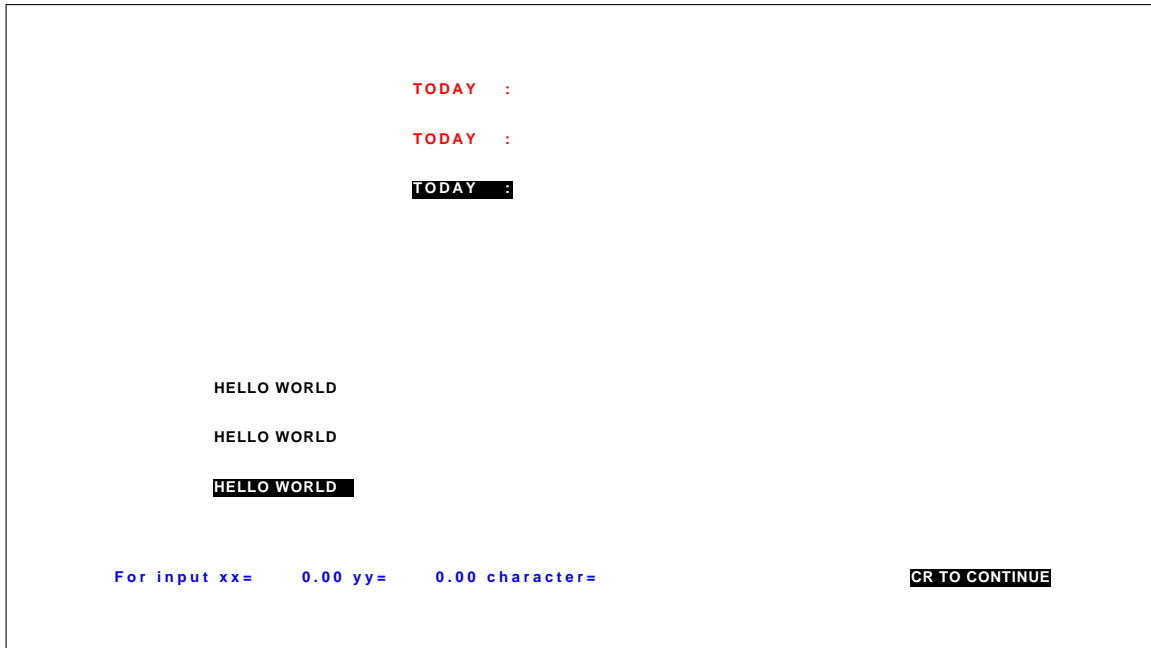 TODAY :
TODAY :
TODAY :
HELLO WORLD
HELLO WORLD
HELLO WORLD
For input xx= 0.00 yy= 0.00 character= CR TO CONTINUE